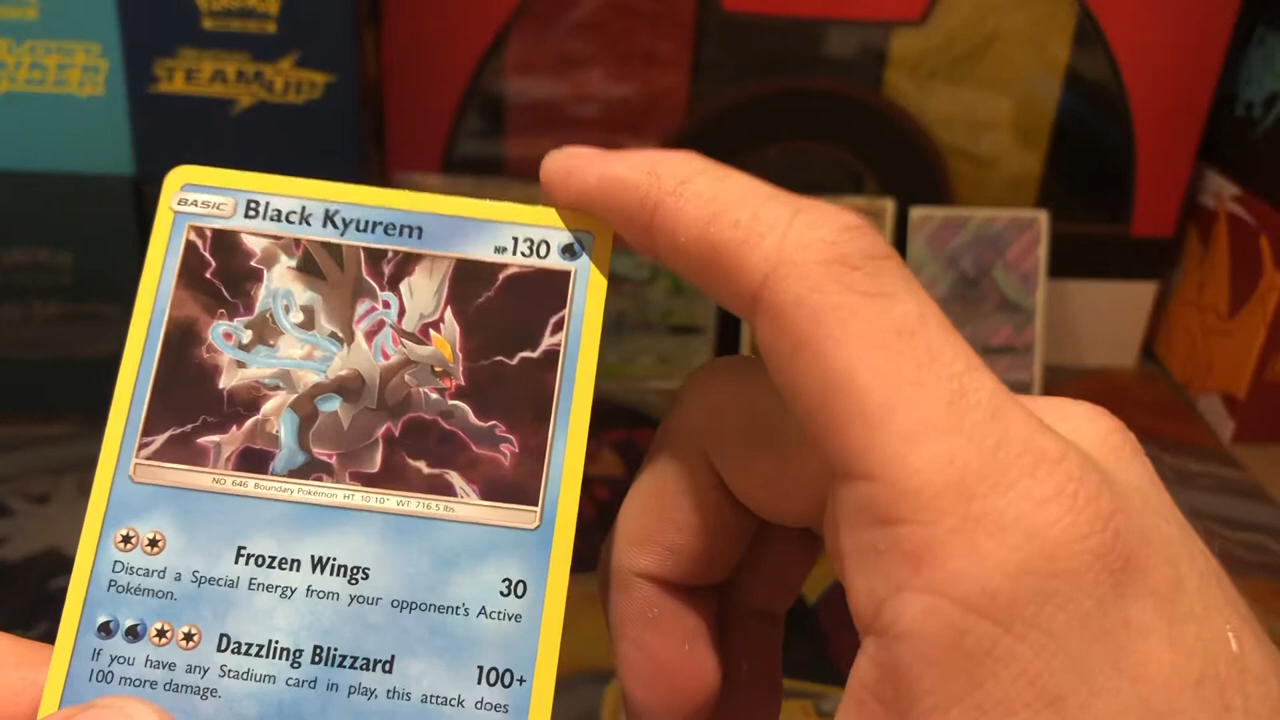 TEAM UP
BASIC Black Kyurem HP 130
NO 646 Boundary Pokémon HT: 10'10" WT: 716.5 lbs.
Frozen Wings 30
Discard a Special Energy from your opponent's Active
Pokémon.
Dazzling Blizzard 100+
If you have any Stadium card in play, this attack does
100 more damage.